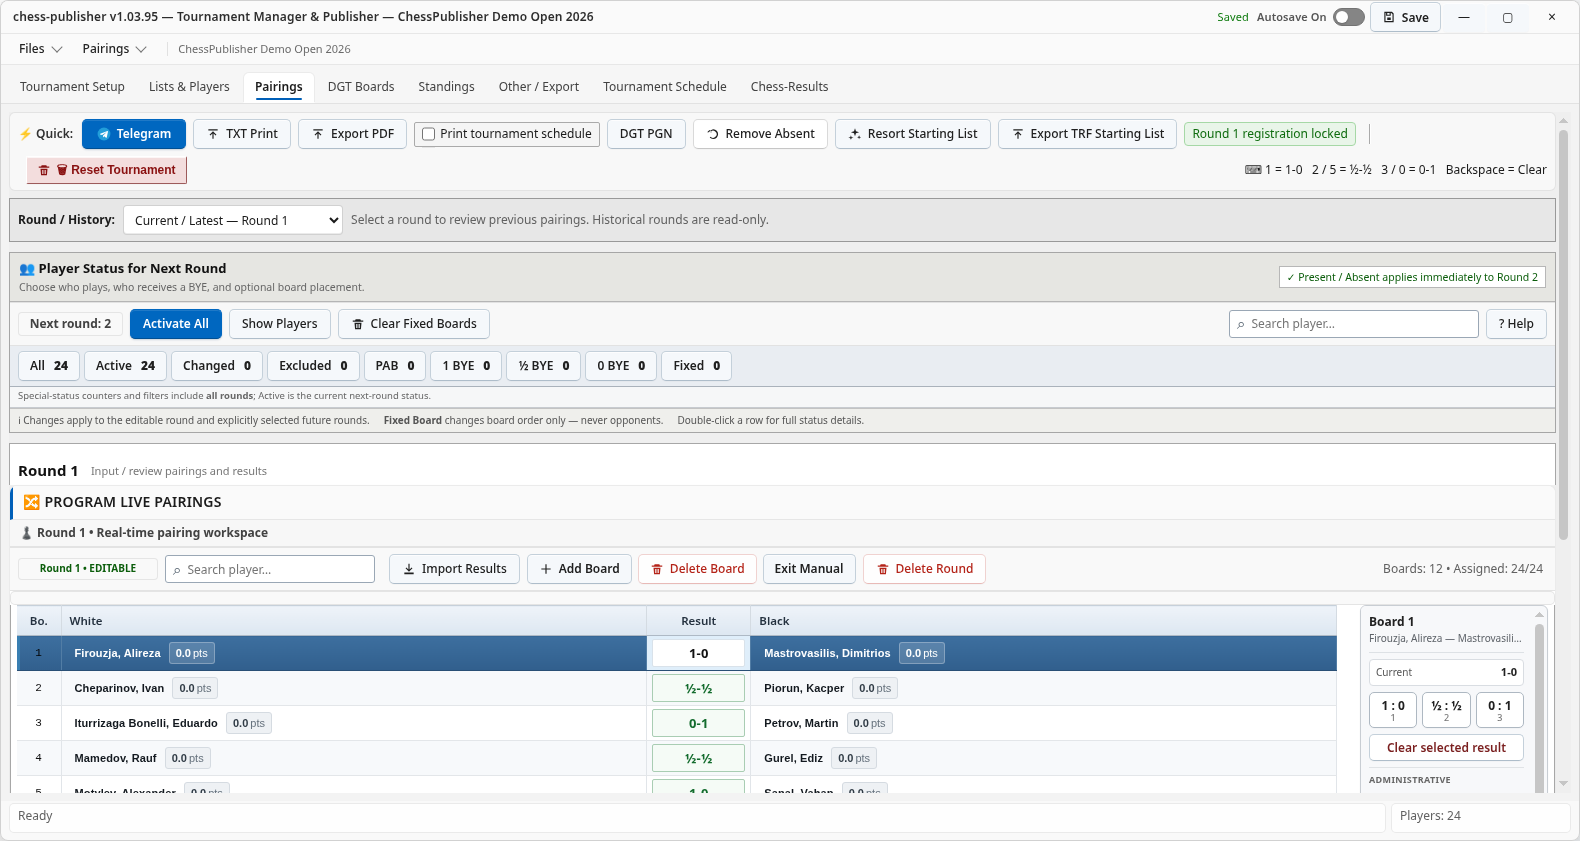 chess-publisher v1.03.95 — Tournament Manager & Publisher — ChessPublisher Demo Open 2026
Saved Autosave On Save
Files Pairings ChessPublisher Demo Open 2026
Tournament Setup Lists & Players Pairings DGT Boards Standings Other / Export Tournament Schedule Chess-Results
⚡ Quick: Telegram TXT Print Export PDF Print tournament schedule DGT PGN Remove Absent Resort Starting List Export TRF Starting List Round 1 registration locked
Reset Tournament ⌨ 1 = 1-0 2 / 5 = ½-½ 3 / 0 = 0-1 Backspace = Clear
Round / History: Current / Latest — Round 1 Select a round to review previous pairings. Historical rounds are read-only.
Player Status for Next Round
Choose who plays, who receives a BYE, and optional board placement.
✓ Present / Absent applies immediately to Round 2
Next round: 2 Activate All Show Players Clear Fixed Boards Search player... ? Help
All 24 Active 24 Changed 0 Excluded 0 PAB 0 1 BYE 0 ½ BYE 0 0 BYE 0 Fixed 0
Special-status counters and filters include all rounds; Active is the current next-round status.
i Changes apply to the editable round and explicitly selected future rounds. Fixed Board changes board order only — never opponents. Double-click a row for full status details.
Round 1 Input / review pairings and results
PROGRAM LIVE PAIRINGS
Round 1 • Real-time pairing workspace
Round 1 • EDITABLE Search player... Import Results Add Board Delete Board Exit Manual Delete Round Boards: 12 • Assigned: 24/24
Bo. White Result Black
1 Firouzja, Alireza 0.0 pts 1-0 Mastrovasilis, Dimitrios 0.0 pts
2 Cheparinov, Ivan 0.0 pts ½-½ Piorun, Kacper 0.0 pts
3 Iturrizaga Bonelli, Eduardo 0.0 pts 0-1 Petrov, Martin 0.0 pts
4 Mamedov, Rauf 0.0 pts ½-½ Gurel, Ediz 0.0 pts
5 Motylev, Alexander 0.0 pts 1-0 Sanal, Vahap 0.0 pts
Board 1
Firouzja, Alireza — Mastrovasili...
Current 1-0
1 : 0 ½ : ½ 0 : 1
1 2 3
Clear selected result
ADMINISTRATIVE
Ready Players: 24